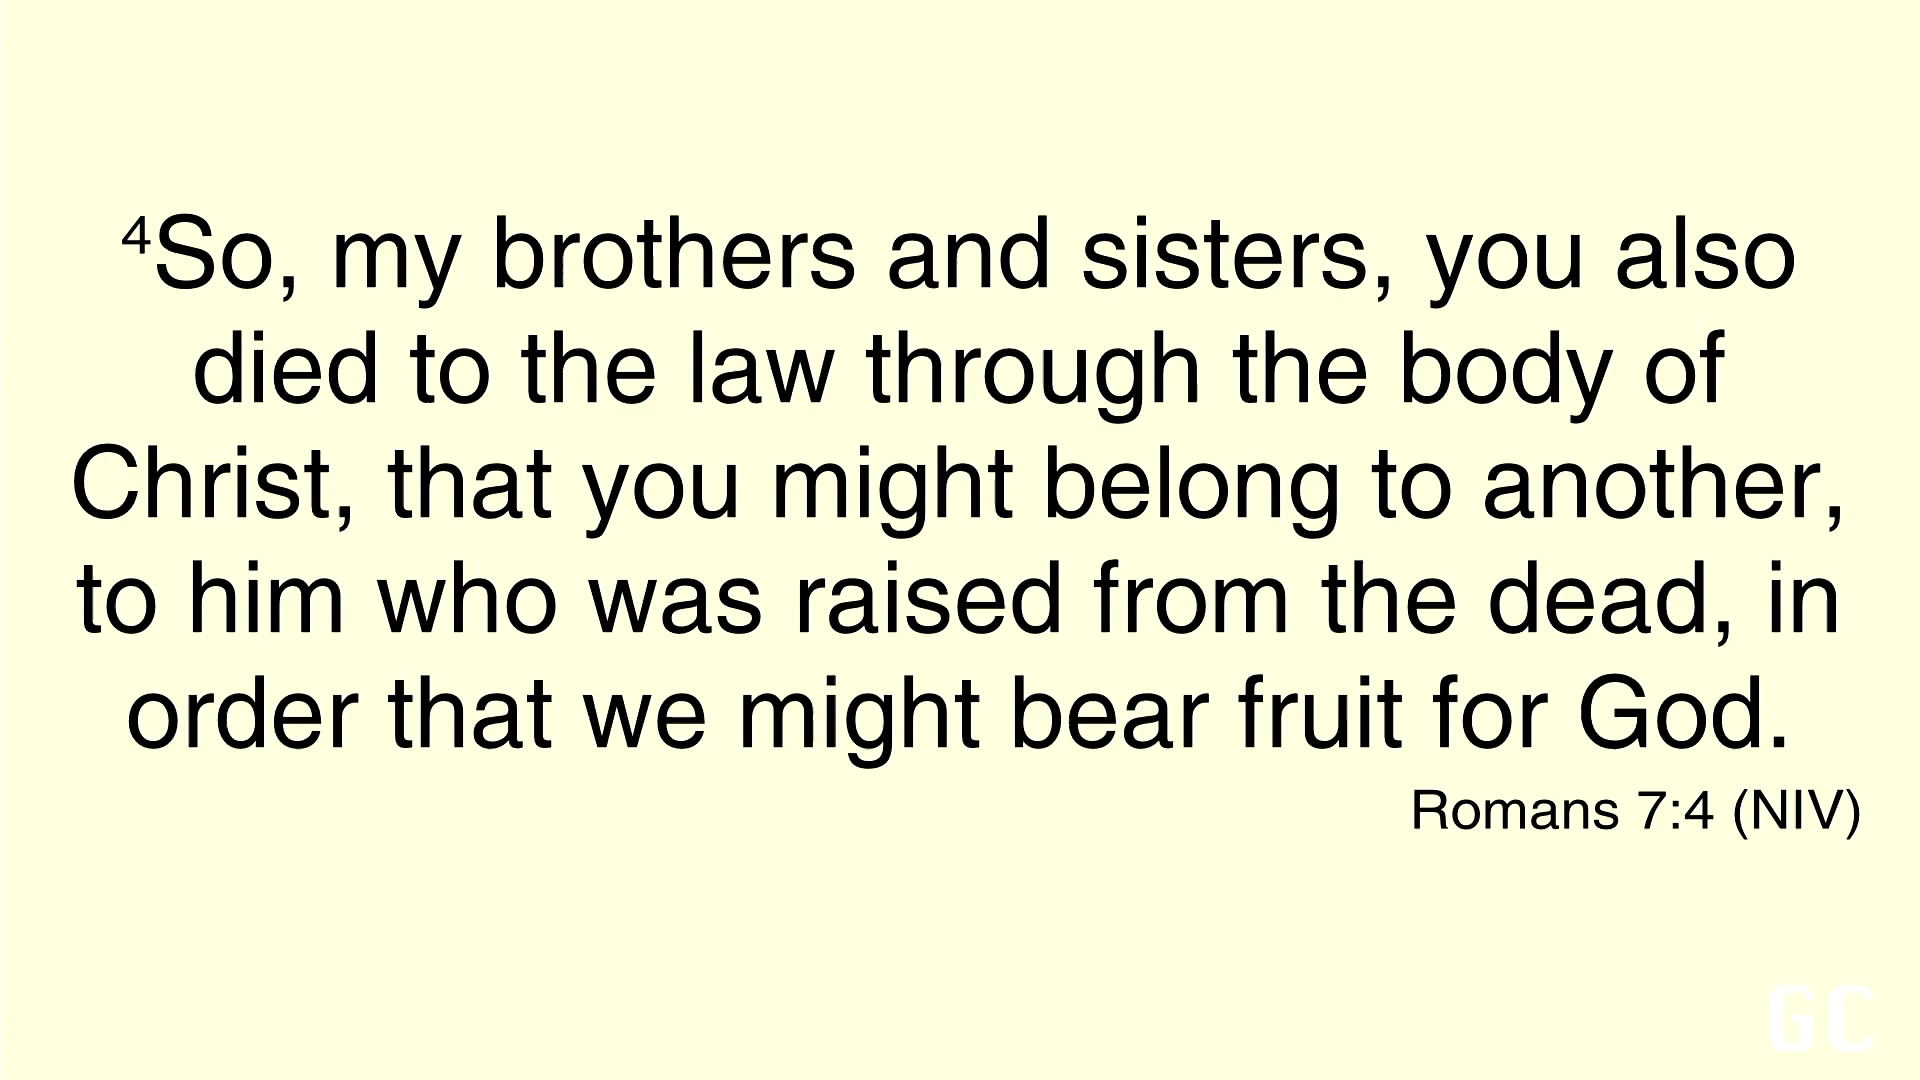 ⁴So, my brothers and sisters, you also
died to the law through the body of
Christ, that you might belong to another,
to him who was raised from the dead, in
order that we might bear fruit for God.
Romans 7:4 (NIV)
GC